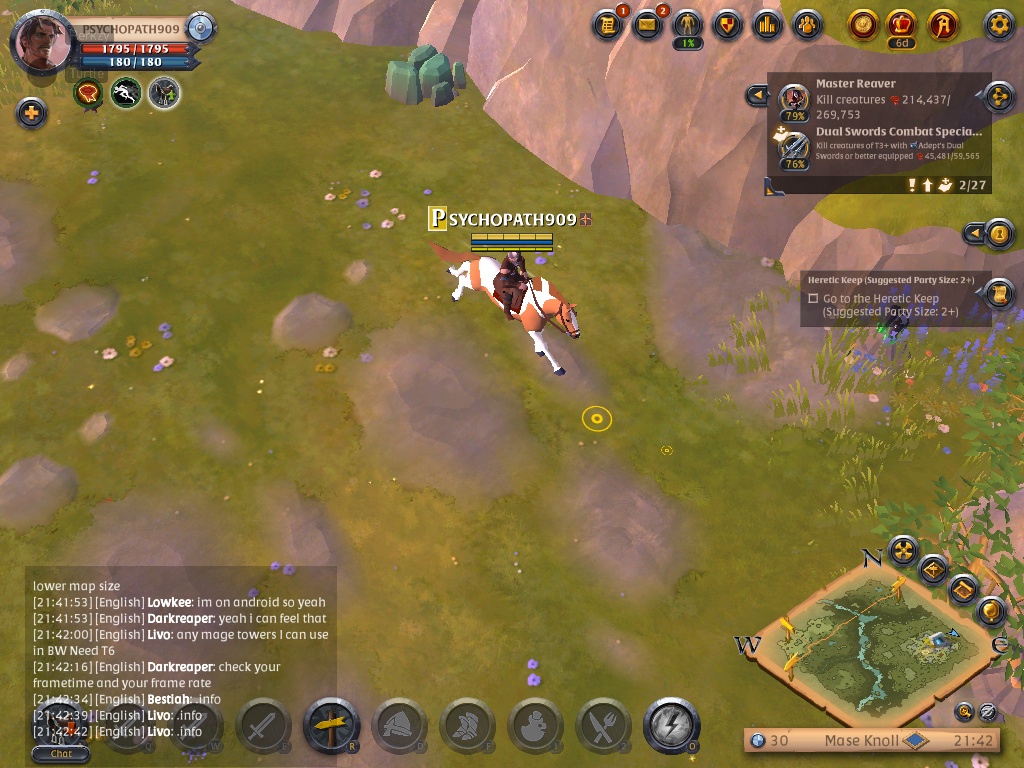 PSYCHOPATH909
1795 / 1795
180 / 180
Turtle
1
2
1%
6d
Master Reaver
Kill creatures 214,437/
269,753
79%
Dual Swords Combat Specia...
Kill creatures of T3+ with Adept's Dual
Swords or better equipped 45,481/59,565
76%
2/27
P SYCHOPATH909
Heretic Keep (Suggested Party Size: 2+)
Go to the Heretic Keep
(Suggested Party Size: 2+)
lower map size
[21:41:53] [English] Lowkee: im on android so yeah
[21:41:53] [English] Darkreaper: yeah i can feel that
[21:42:00] [English] Livo: any mage towers I can use
in BW Need T6
[21:42:16] [English] Darkreaper: check your
frametime and your frame rate
[21:42:34] [English] Bestiah: .info
[21:42:39] [English] Livo: .info
[21:42:42] [English] Livo: .info
Chat
W
R
O
N
W
E
30
Mase Knoll
21:42